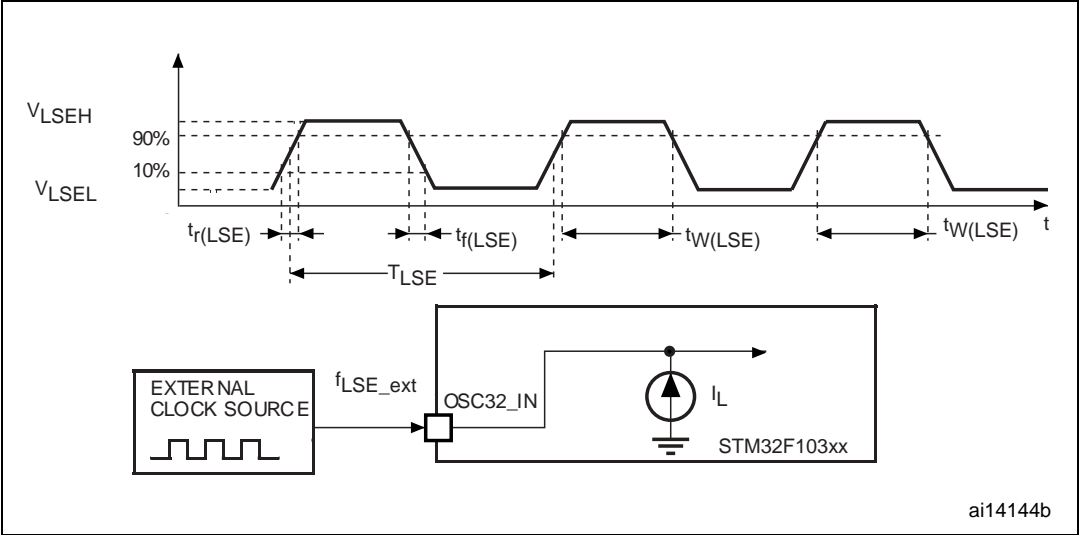 VLSEH
90%
10%
VLSEL
tr(LSE)
tf(LSE)
tW(LSE)
tW(LSE)
t
TLSE
EXTERNAL
CLOCK SOURCE
fLSE_ext
OSC32_IN
IL
STM32F103xx
ai14144b